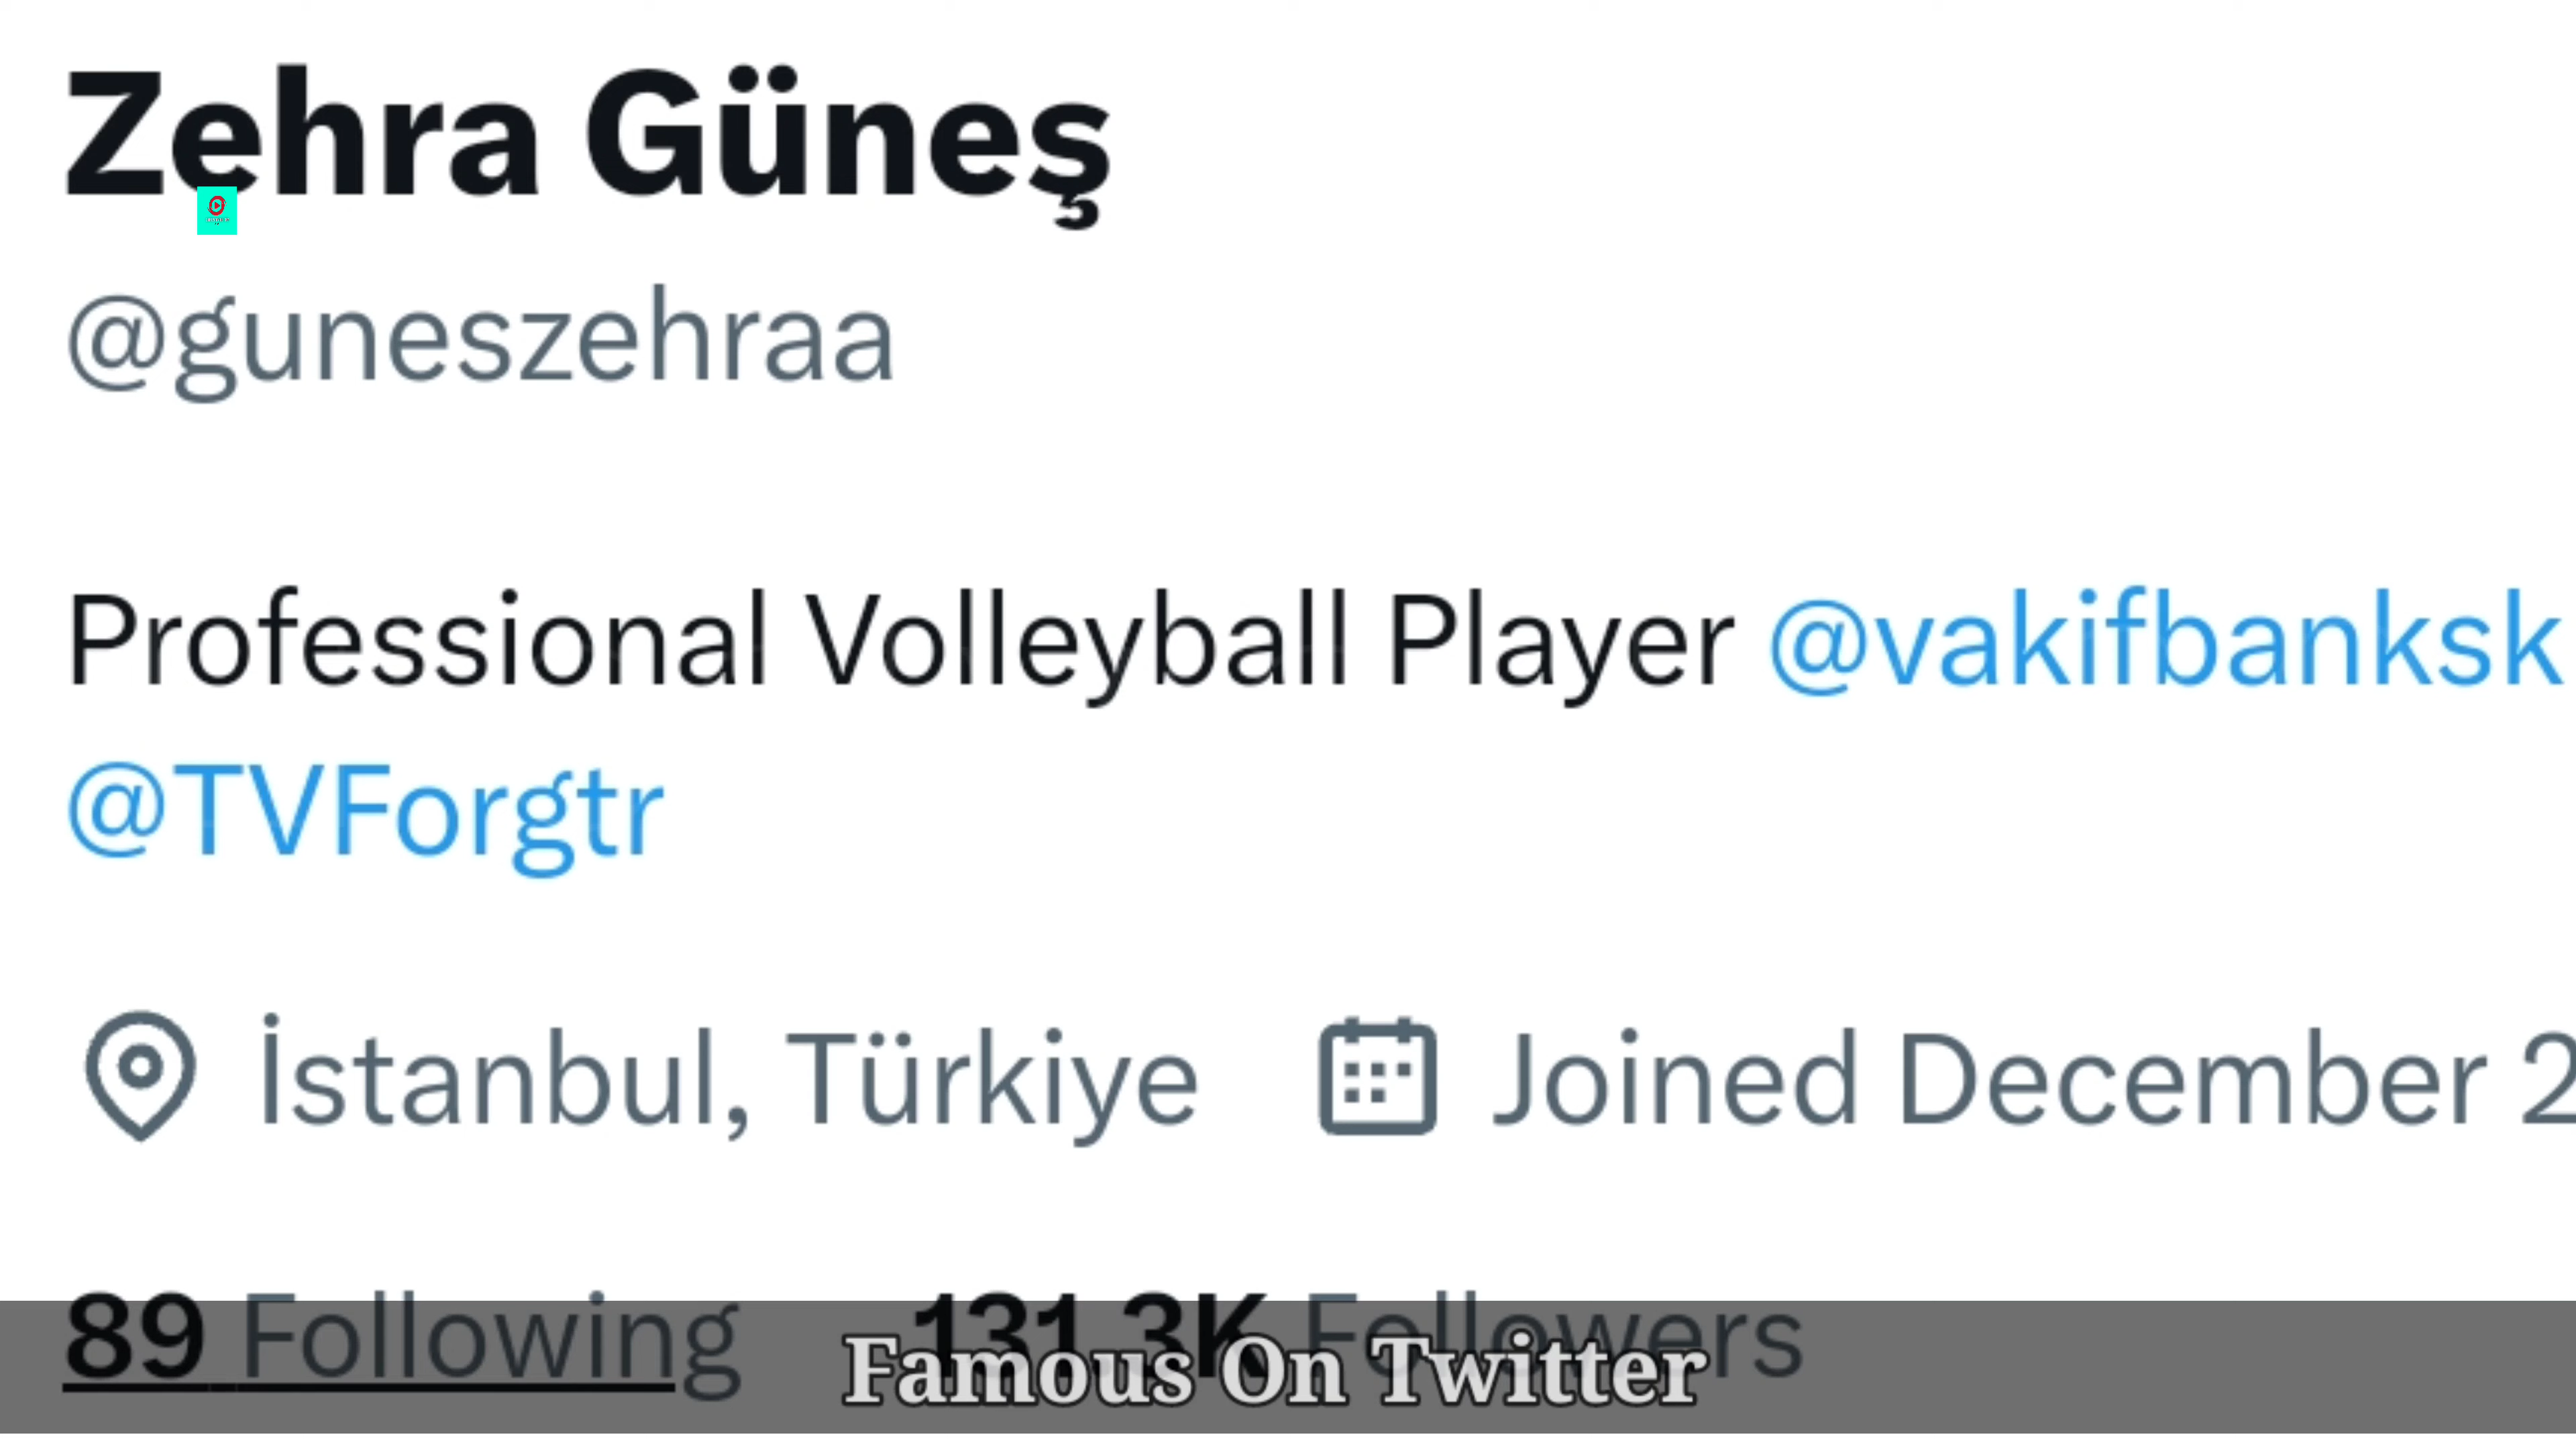 Zehra Güneş
@guneszehraa
Professional Volleyball Player @vakifbanksk
@TVForgtr
İstanbul, Türkiye Joined December 2
89 Following 131.3K Followers
Famous On Twitter